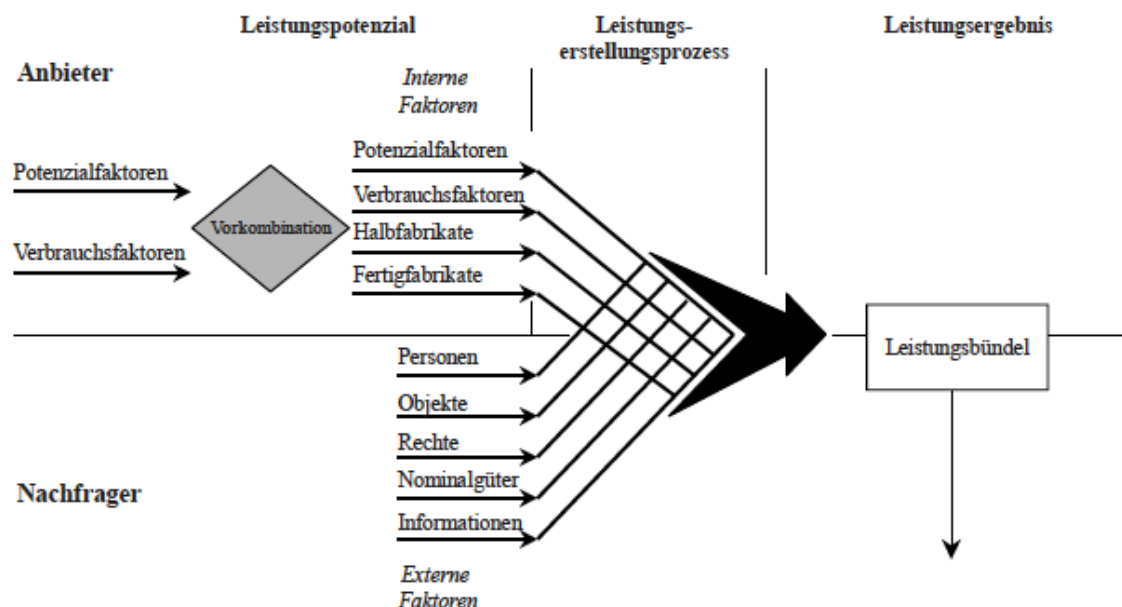 Leistungspotenzial
Leistungs-
erstellungsprozess
Leistungsergebnis
Anbieter
Interne
Faktoren
Potenzialfaktoren
Verbrauchsfaktoren
Vorkombination
Potenzialfaktoren
Verbrauchsfaktoren
Halbfabrikate
Fertigfabrikate
Leistungsbündel
Personen
Objekte
Rechte
Nominalgüter
Informationen
Nachfrager
Externe
Faktoren